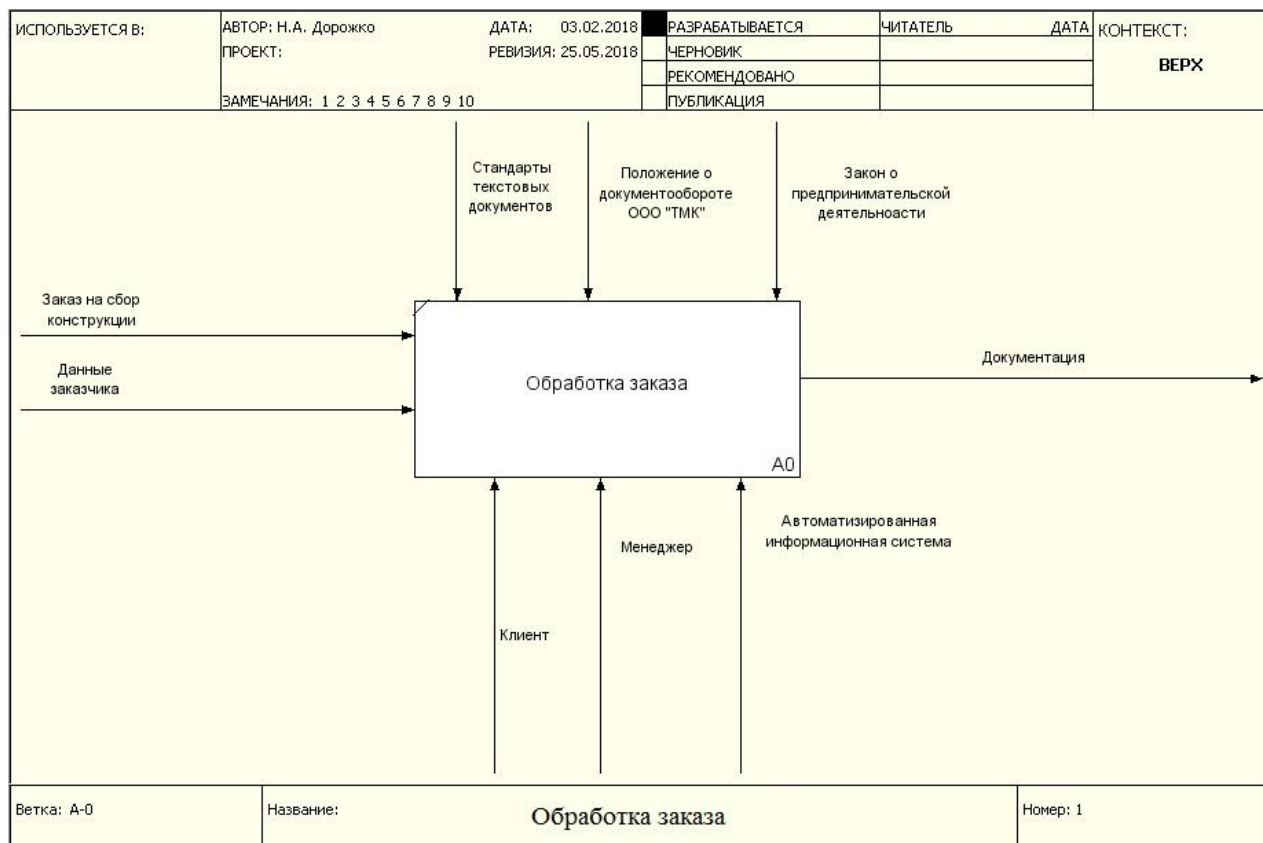 ИСПОЛЬЗУЕТСЯ В:
АВТОР: Н.А. Дорожко
ДАТА: 03.02.2018
РАЗРАБАТЫВАЕТСЯ
ЧИТАТЕЛЬ
ДАТА
КОНТЕКСТ:
ПРОЕКТ:
РЕВИЗИЯ: 25.05.2018
ЧЕРНОВИК
ВЕРХ
РЕКОМЕНДОВАНО
ЗАМЕЧАНИЯ: 1 2 3 4 5 6 7 8 9 10
ПУБЛИКАЦИЯ
Стандарты
текстовых
документов
Положение о
документообороте
ООО "ТМК"
Закон о
предпринимательской
деятельноасти
Заказ на сбор
конструкции
Данные
заказчика
Обработка заказа
A0
Документация
Клиент
Менеджер
Автоматизированная
информационная система
Ветка: A-0
Название:
Обработка заказа
Номер: 1